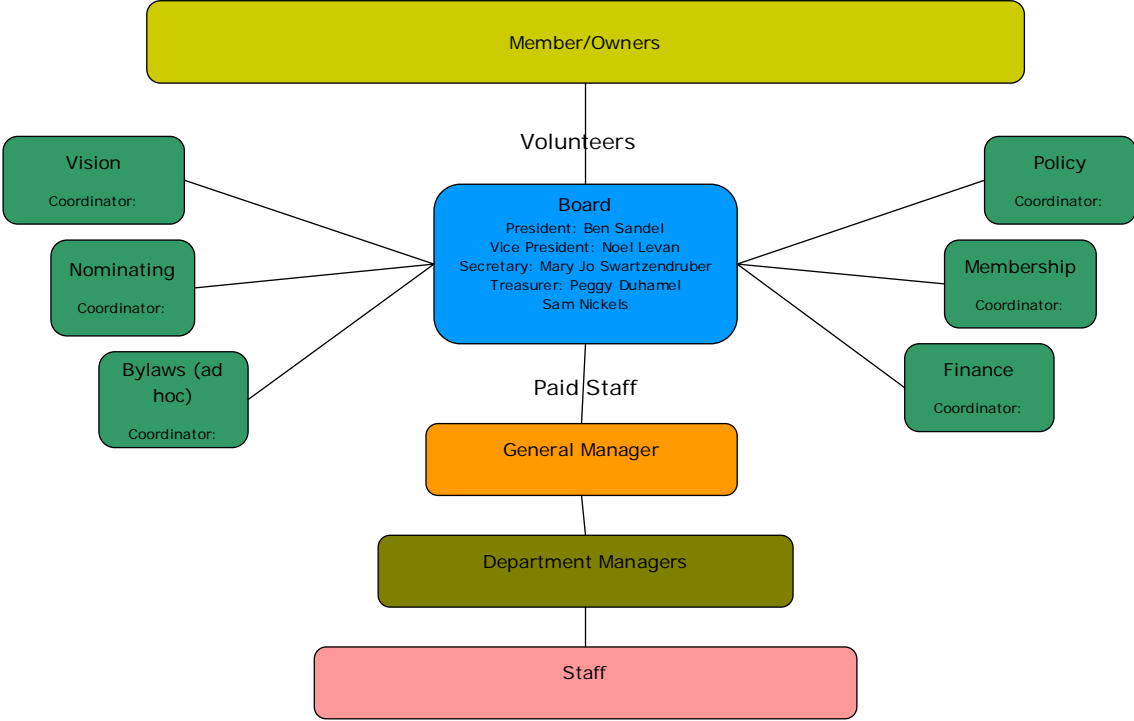 Member/Owners
Volunteers
Vision
Coordinator:
Nominating
Coordinator:
Bylaws (ad
hoc)
Coordinator:
Board
President: Ben Sandel
Vice President: Noel Levan
Secretary: Mary Jo Swartzendruber
Treasurer: Peggy Duhamel
Sam Nickels
Policy
Coordinator:
Membership
Coordinator:
Finance
Coordinator:
Paid Staff
General Manager
Department Managers
Staff